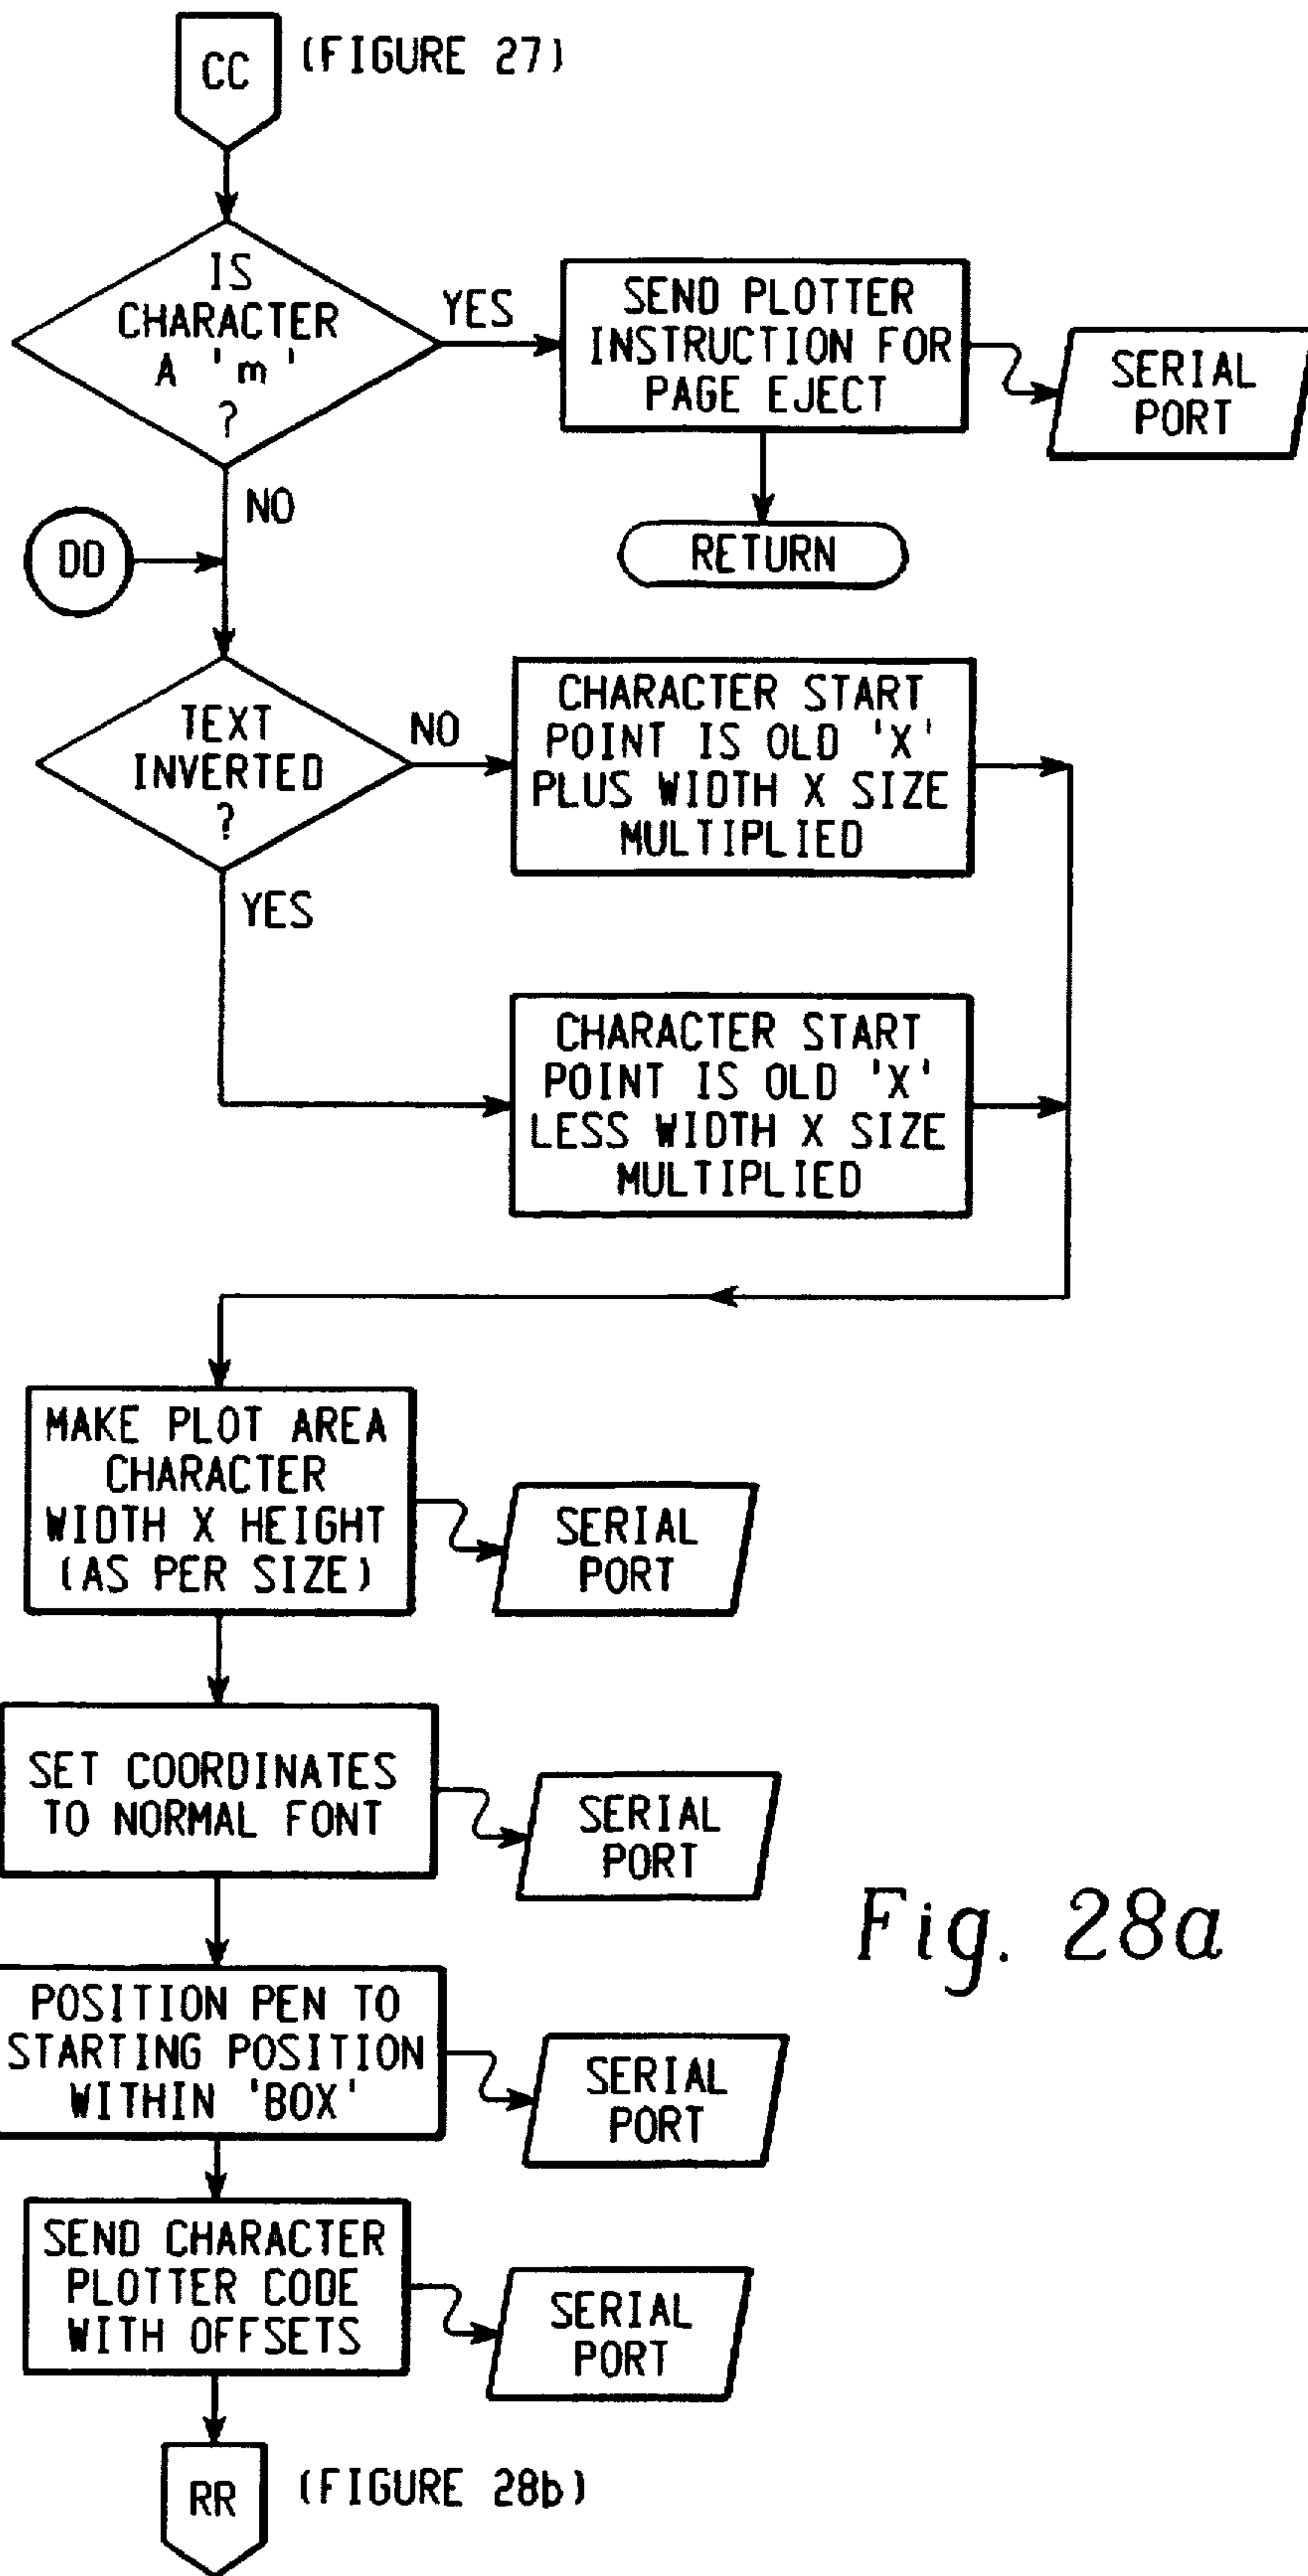 CC
(FIGURE 27)
IS
CHARACTER
A 'm'
?
YES
SEND PLOTTER
INSTRUCTION FOR
PAGE EJECT
SERIAL
PORT
NO
DD
RETURN
TEXT
INVERTED
?
NO
CHARACTER START
POINT IS OLD 'X'
PLUS WIDTH X SIZE
MULTIPLIED
YES
CHARACTER START
POINT IS OLD 'X'
LESS WIDTH X SIZE
MULTIPLIED
MAKE PLOT AREA
CHARACTER
WIDTH X HEIGHT
(AS PER SIZE)
SERIAL
PORT
SET COORDINATES
TO NORMAL FONT
SERIAL
PORT
Fig. 28a
POSITION PEN TO
STARTING POSITION
WITHIN 'BOX'
SERIAL
PORT
SEND CHARACTER
PLOTTER CODE
WITH OFFSETS
SERIAL
PORT
RR
(FIGURE 28b)